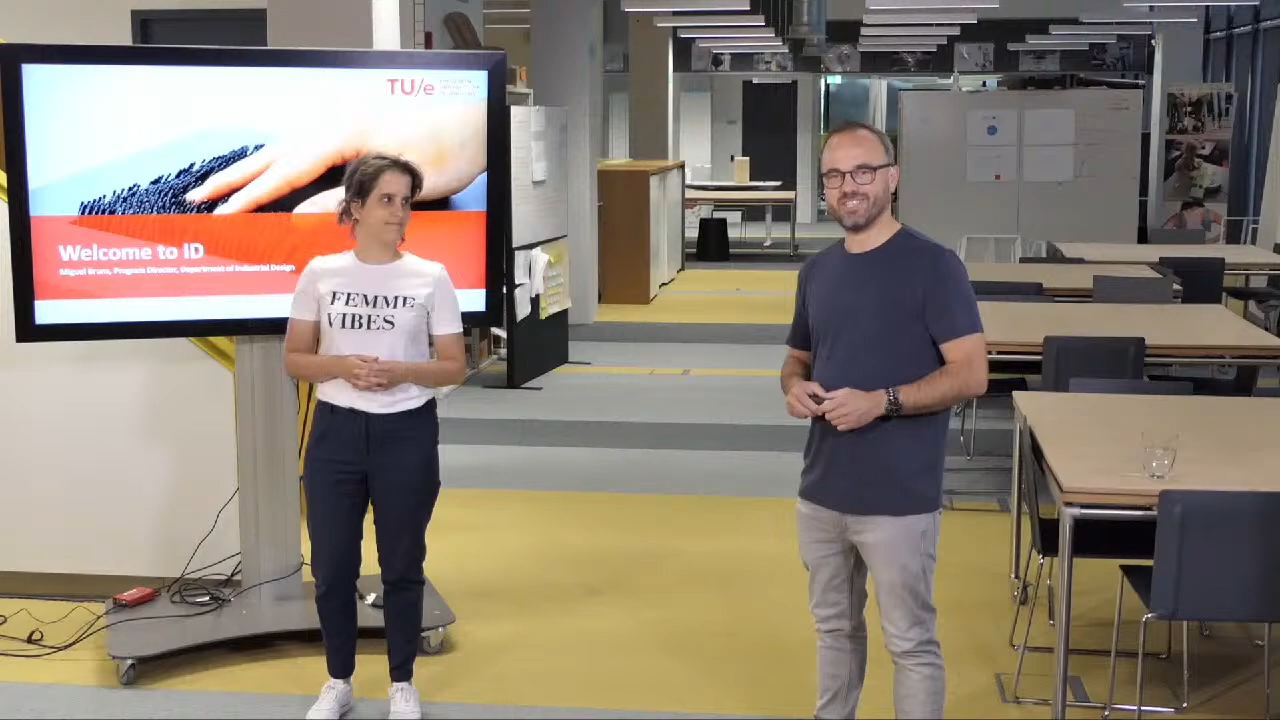 TU/e
Welcome to ID
Miguel Bruns, Program Director, Department of Industrial Design
FEMME
VIBES